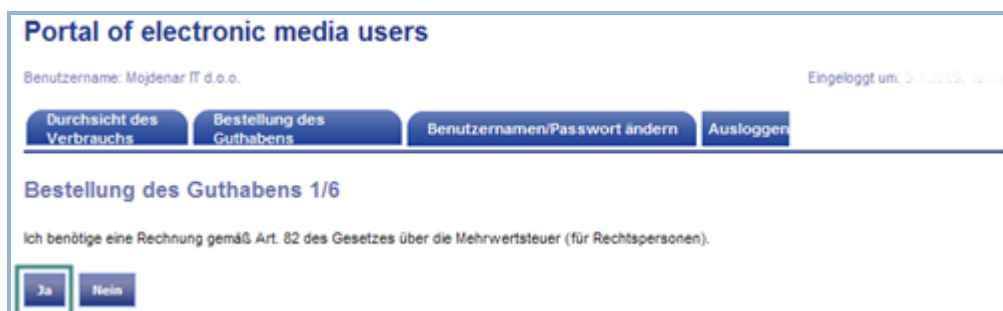 Portal of electronic media users
Benutzername: Mojdenar IT d.o.o.
Eingeloggt um:
Durchsicht des
Verbrauchs
Bestellung des
Guthabens
Benutzernamen/Passwort ändern
Ausloggen
Bestellung des Guthabens 1/6
Ich benötige eine Rechnung gemäß Art. 82 des Gesetzes über die Mehrwertsteuer (für Rechtspersonen).
Ja
Nein